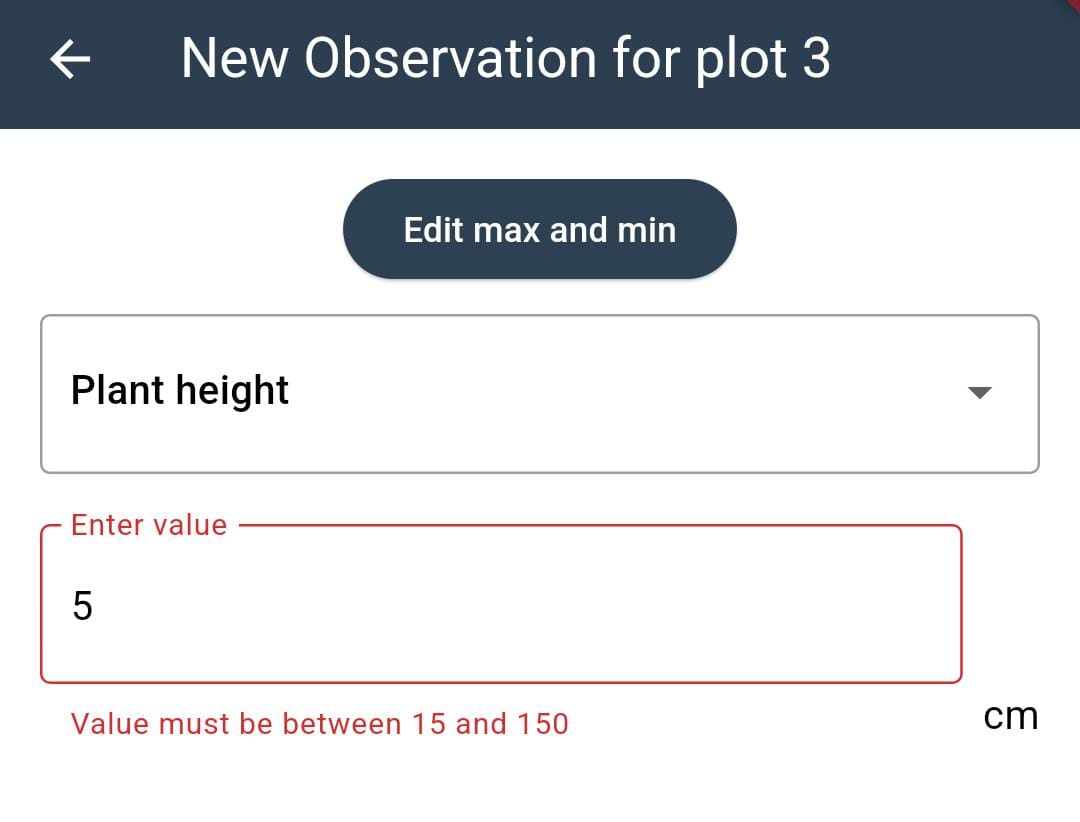 New Observation for plot 3
Edit max and min
Plant height
Enter value
5
Value must be between 15 and 150
cm